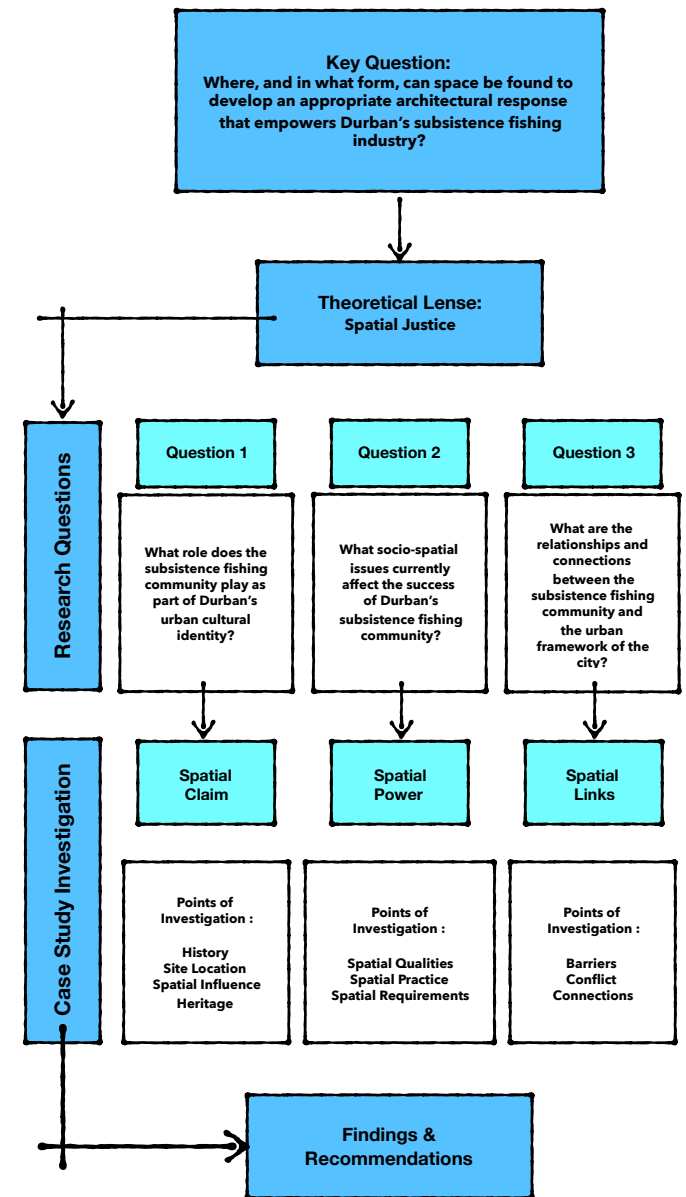 Key Question:
Where, and in what form, can space be found to
develop an appropriate architectural response
that empowers Durban's subsistence fishing
industry?
Theoretical Lense:
Spatial Justice
Research Questions
Question 1
What role does the
subsistence fishing
community play as
part of Durban's
urban cultural
identity?
Question 2
What socio-spatial
issues currently
affect the success
of Durban's
subsistence fishing
community?
Question 3
What are the
relationships and
connections
between the
subsistence fishing
community and
the urban
framework of the
city?
Case Study Investigation
Spatial
Claim
Points of
Investigation :
History
Site Location
Spatial Influence
Heritage
Spatial
Power
Points of
Investigation :
Spatial Qualities
Spatial Practice
Spatial Requirements
Spatial
Links
Points of
Investigation :
Barriers
Conflict
Connections
Findings &
Recommendations